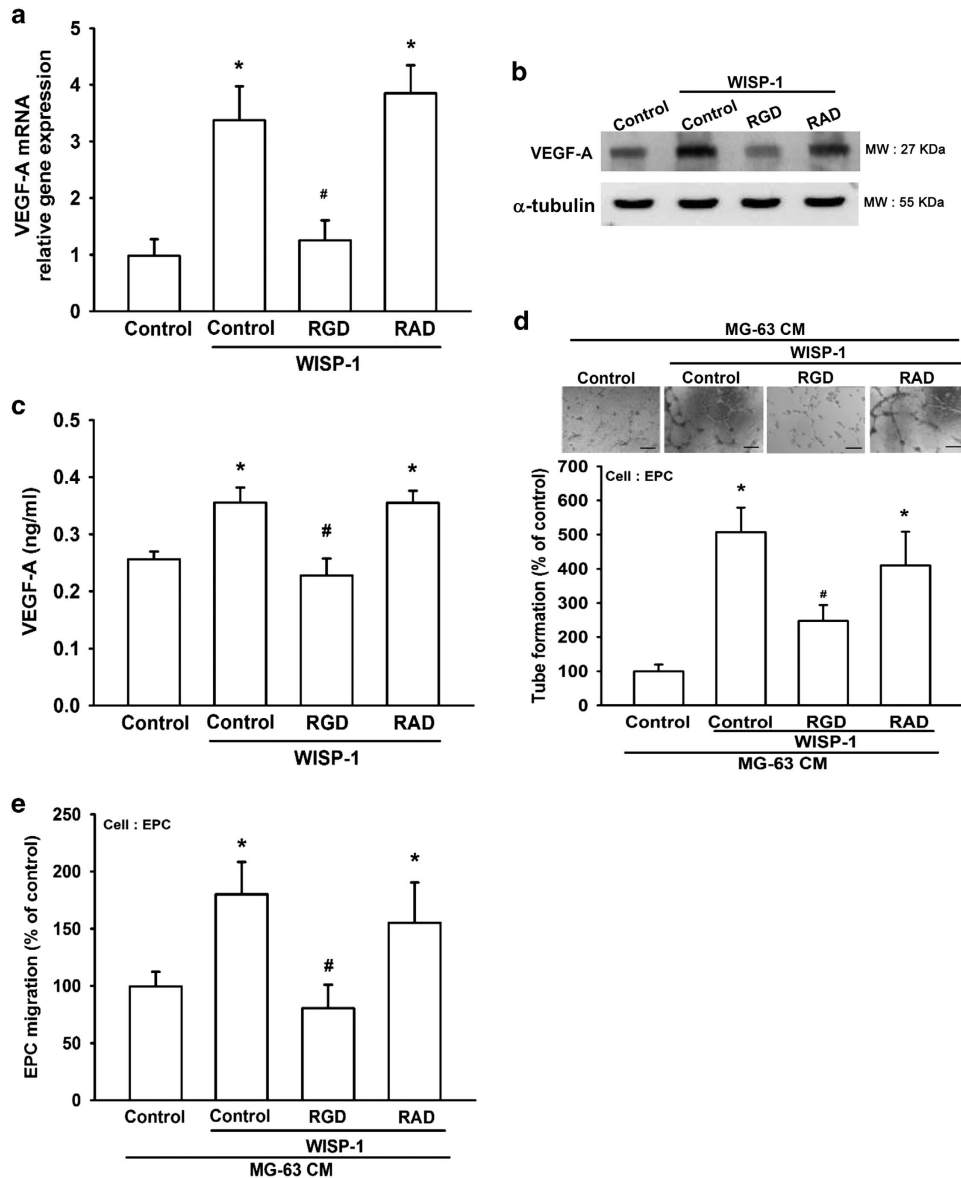 a
VEGF-A mRNA
relative gene expression
5
4
3
2
1
0
*
#
*
Control Control RGD RAD
WISP-1
b
WISP-1
Control Control RGD RAD
VEGF-A MW : 27 KDa
α-tubulin MW : 55 KDa
c
VEGF-A (ng/ml)
0.5
0.4
0.3
0.2
0.1
0.0
*
#
*
Control Control RGD RAD
WISP-1
d
MG-63 CM
WISP-1
Control Control RGD RAD
Tube formation (% of control)
700
600
500
400
300
200
100
0
Cell : EPC
*
#
*
Control Control RGD RAD
WISP-1
MG-63 CM
e
EPC migration (% of control)
250
200
150
100
50
0
Cell : EPC
*
#
*
Control Control RGD RAD
WISP-1
MG-63 CM